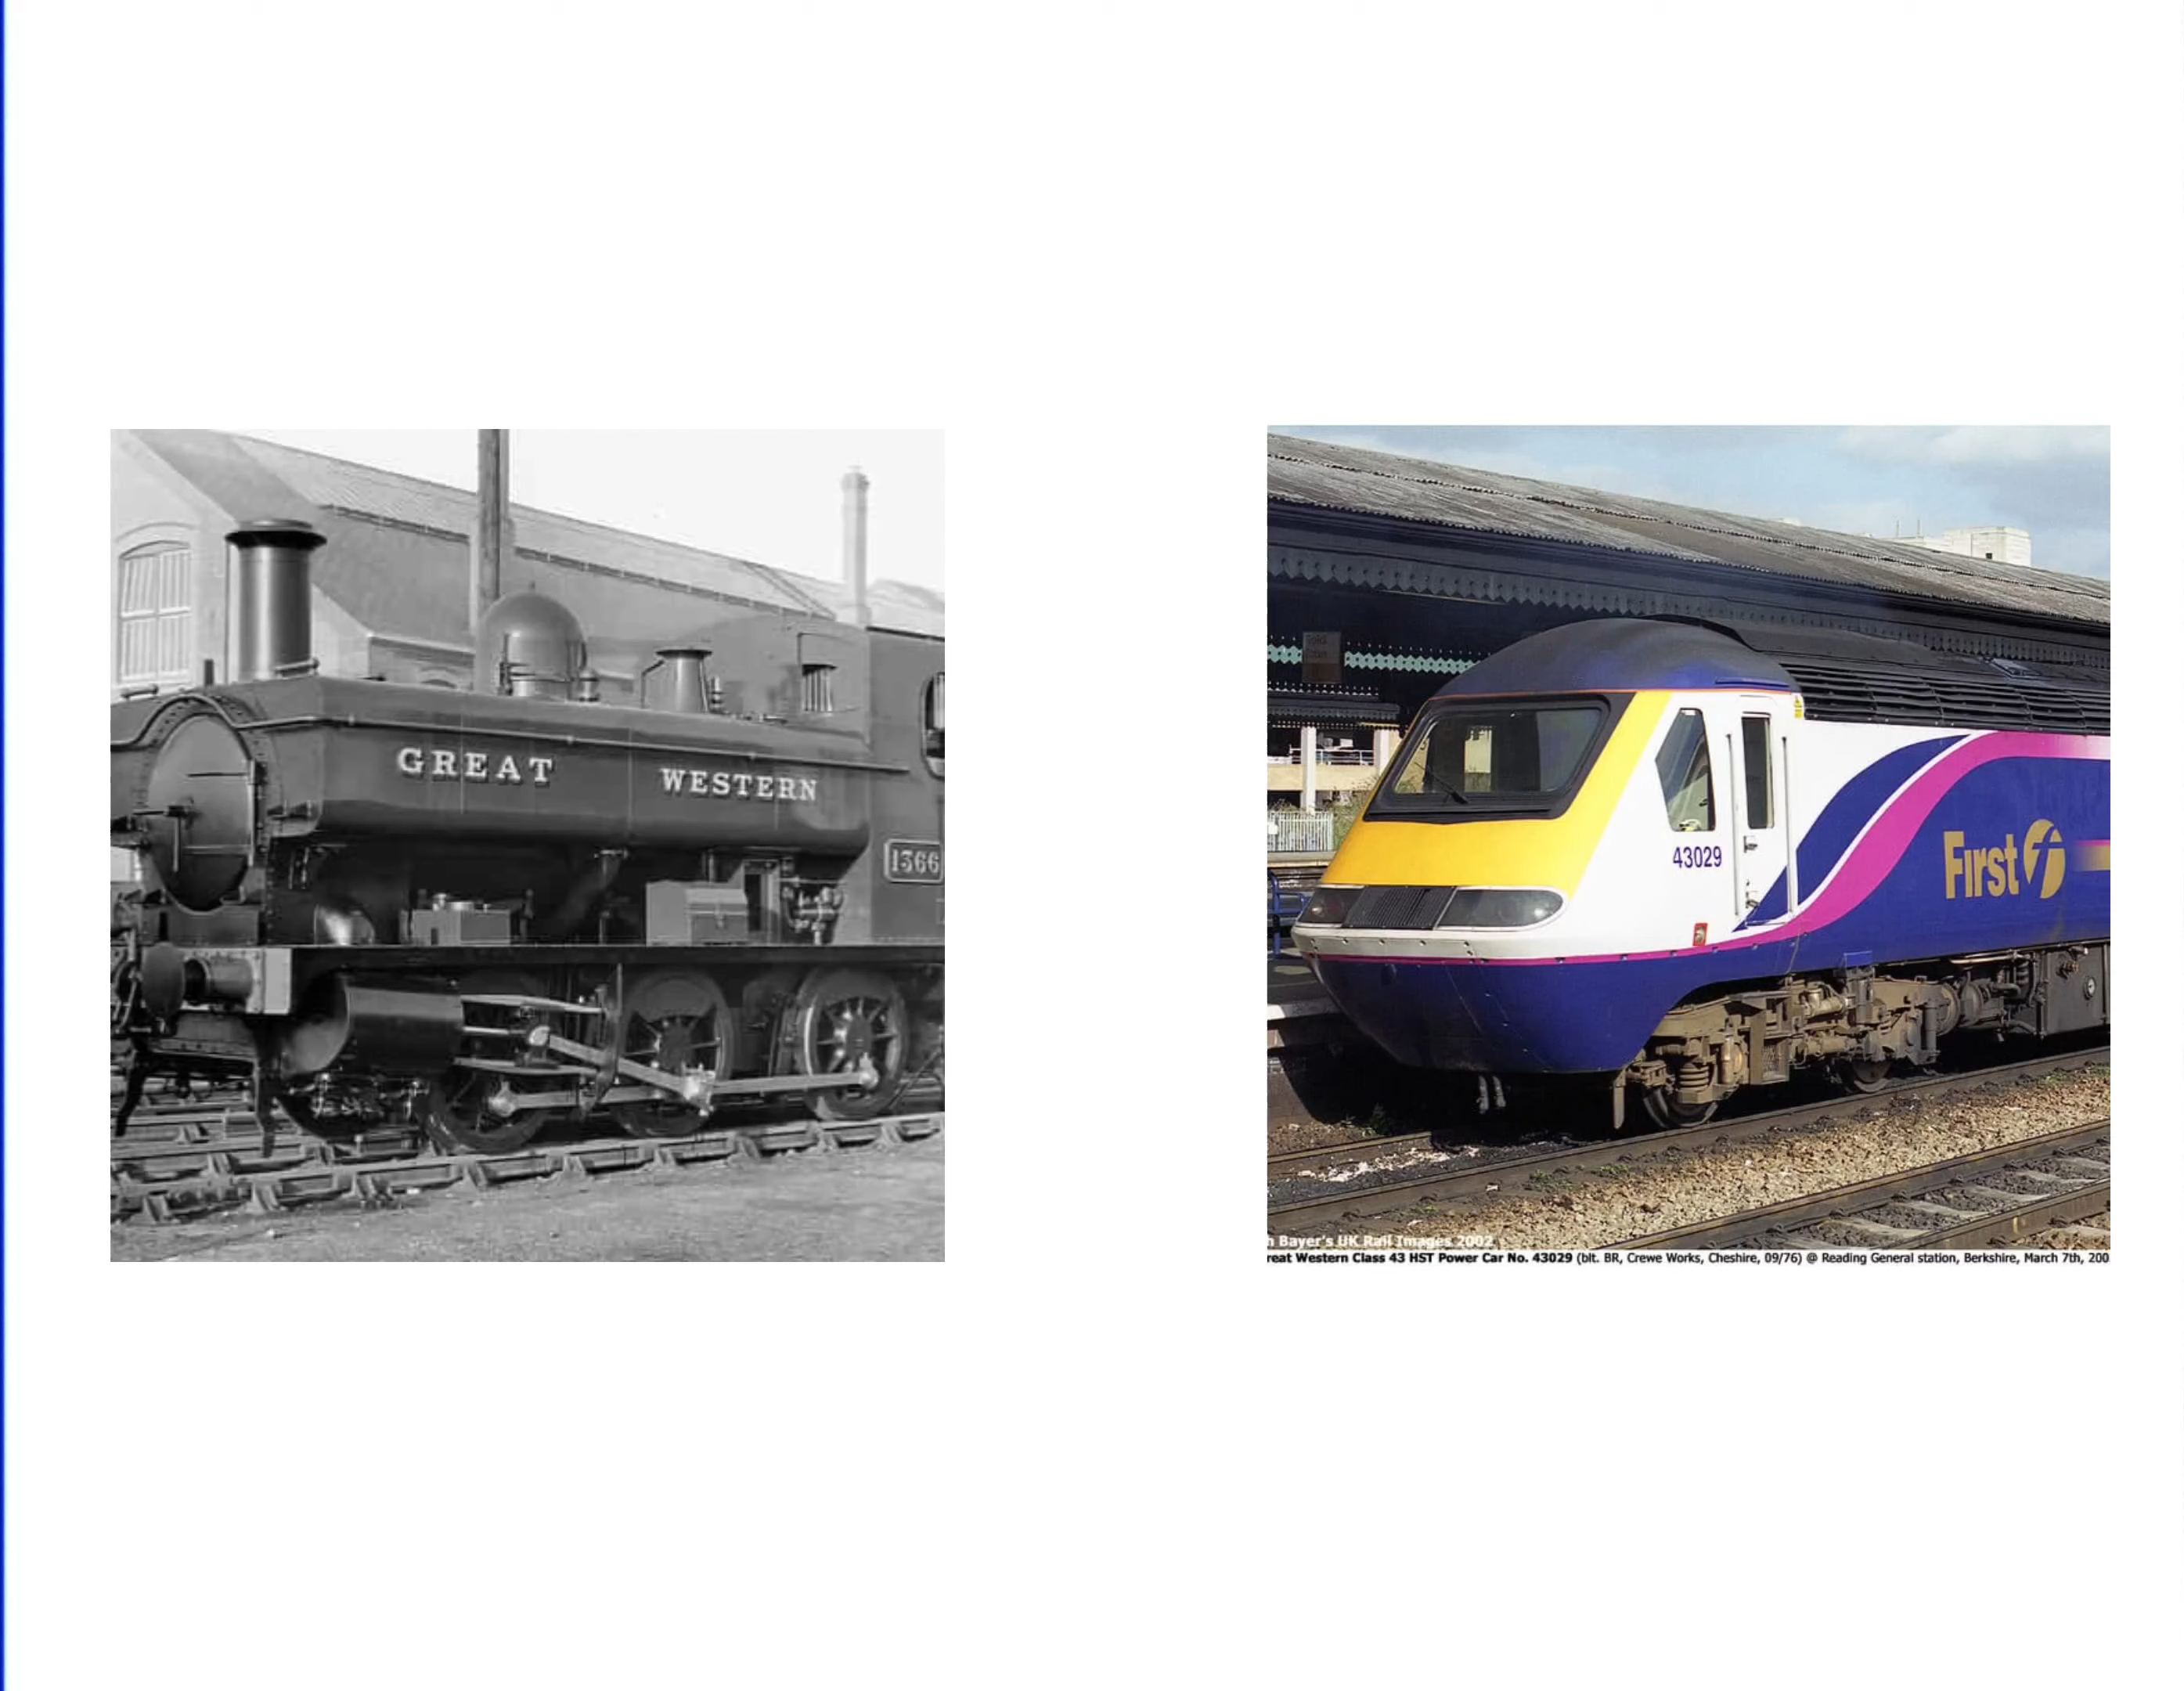 GREAT WESTERN
1366
43029
First
h Bayer's UK Rail Images 2002
reat Western Class 43 HST Power Car No. 43029 (blt. BR, Crewe Works, Cheshire, 09/76) @ Reading General station, Berkshire, March 7th, 200